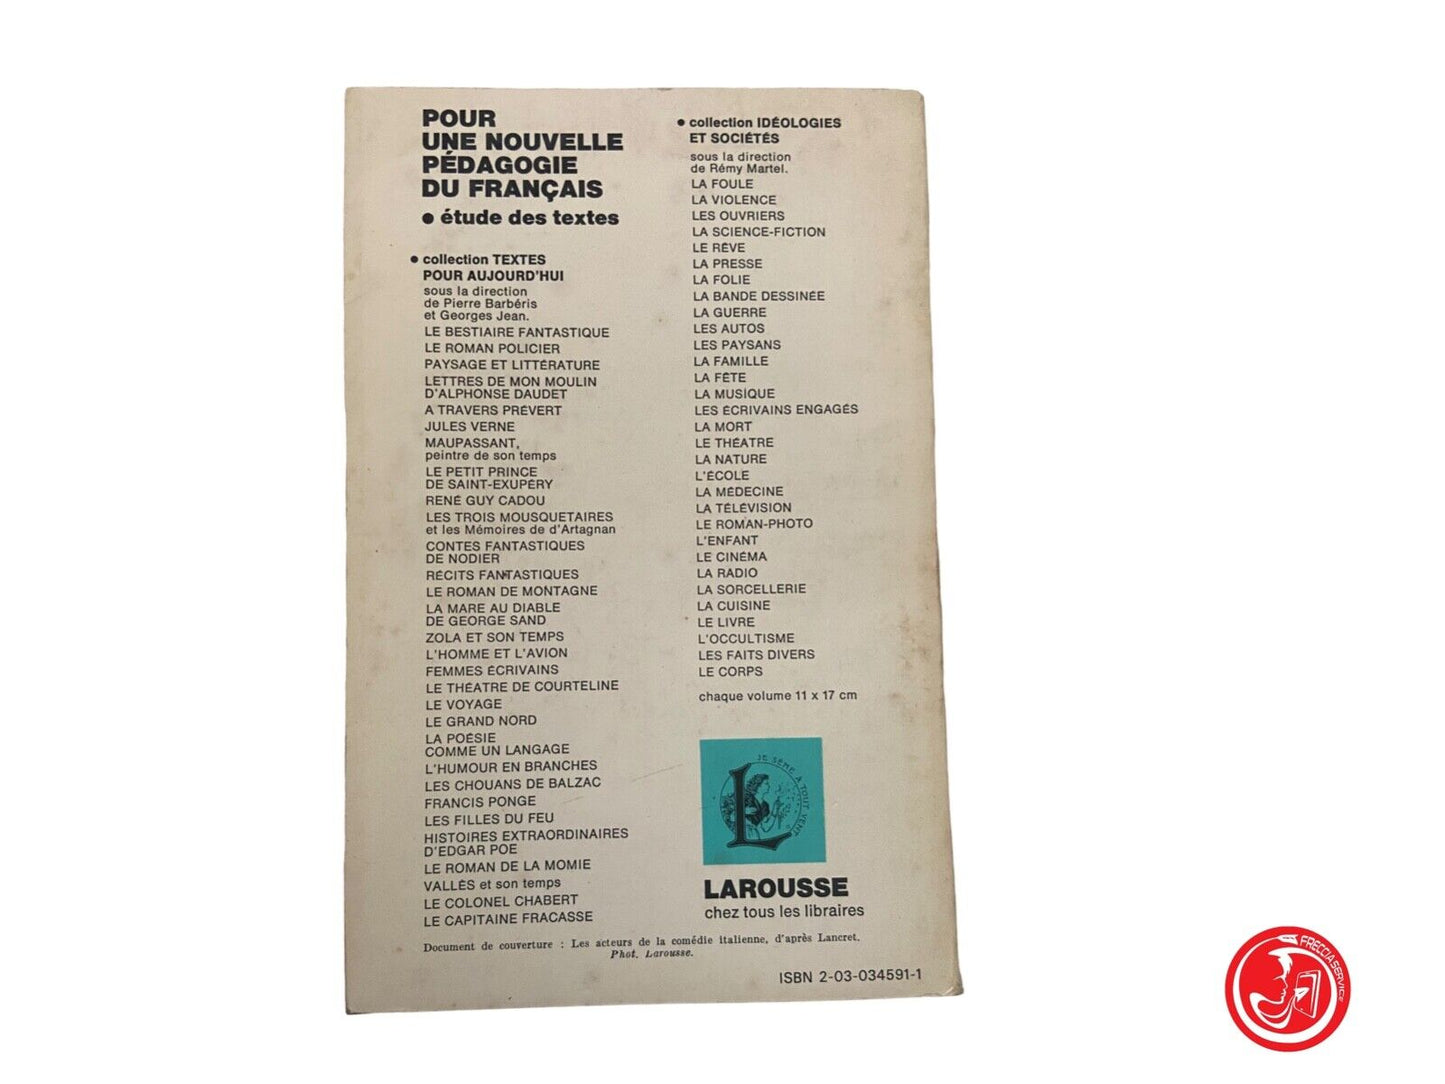 POUR
UNE NOUVELLE
PÉDAGOGIE
DU FRANÇAIS
● étude des textes
● collection TEXTES
POUR AUJOURD'HUI
sous la direction
de Pierre Barbéris
et Georges Jean.
LE BESTIAIRE FANTASTIQUE
LE ROMAN POLICIER
PAYSAGE ET LITTÉRATURE
LETTRES DE MON MOULIN
D'ALPHONSE DAUDET
A TRAVERS PRÉVERT
JULES VERNE
MAUPASSANT,
peintre de son temps
LE PETIT PRINCE
DE SAINT-EXUPÉRY
RENÉ GUY CADOU
LES TROIS MOUSQUETAIRES
et les Mémoires de d'Artagnan
CONTES FANTASTIQUES
DE NODIER
RÉCITS FANTASTIQUES
LE ROMAN DE MONTAGNE
LA MARE AU DIABLE
DE GEORGE SAND
ZOLA ET SON TEMPS
L'HOMME ET L'AVION
FEMMES ÉCRIVAINS
LE THÉATRE DE COURTELINE
LE VOYAGE
LE GRAND NORD
LA POÉSIE
COMME UN LANGAGE
L'HUMOUR EN BRANCHES
LES CHOUANS DE BALZAC
FRANCIS PONGE
LES FILLES DU FEU
HISTOIRES EXTRAORDINAIRES
D'EDGAR POE
LE ROMAN DE LA MOMIE
VALLÈS et son temps
LE COLONEL CHABERT
LE CAPITAINE FRACASSE
● collection IDÉOLOGIES
ET SOCIÉTÉS
sous la direction
de Rémy Martel.
LA FOULE
LA VIOLENCE
LES OUVRIERS
LA SCIENCE-FICTION
LE RÊVE
LA PRESSE
LA FOLIE
LA BANDE DESSINÉE
LA GUERRE
LES AUTOS
LES PAYSANS
LA FAMILLE
LA FÊTE
LA MUSIQUE
LES ÉCRIVAINS ENGAGÉS
LA MORT
LE THÉATRE
LA NATURE
L'ÉCOLE
LA MÉDECINE
LA TÉLÉVISION
LE ROMAN-PHOTO
L'ENFANT
LE CINÉMA
LA RADIO
LA SORCELLERIE
LA CUISINE
LE LIVRE
L'OCCULTISME
LES FAITS DIVERS
LE CORPS
chaque volume 11 x 17 cm
JE SÈME À TOUT VENT
L
LAROUSSE
chez tous les libraires
Document de couverture : Les acteurs de la comédie italienne, d'après Lancret.
Phot. Larousse.
ISBN 2-03-034591-1
FRECCIA SERVICE